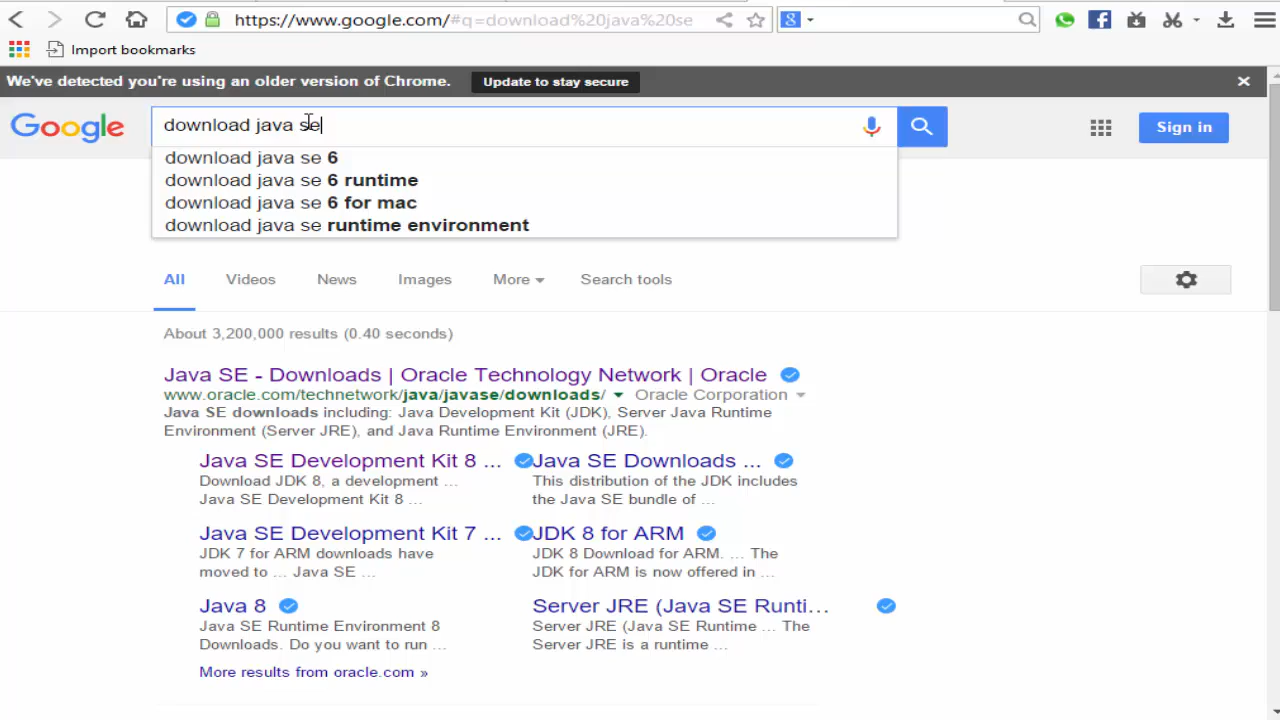 https://www.google.com/#q=download%20java%20se
Import bookmarks
We've detected you're using an older version of Chrome. Update to stay secure
Google download java se Sign in
download java se 6
download java se 6 runtime
download java se 6 for mac
download java se runtime environment
All Videos News Images More Search tools
About 3,200,000 results (0.40 seconds)
Java SE - Downloads | Oracle Technology Network | Oracle
www.oracle.com/technetwork/java/javase/downloads/ Oracle Corporation
Java SE downloads including: Java Development Kit (JDK), Server Java Runtime
Environment (Server JRE), and Java Runtime Environment (JRE).
Java SE Development Kit 8 ...
Download JDK 8, a development ...
Java SE Development Kit 8 ...
Java SE Downloads ...
This distribution of the JDK includes
the Java SE bundle of ...
Java SE Development Kit 7 ...
JDK 7 for ARM downloads have
moved to ... Java SE ...
JDK 8 for ARM
JDK 8 Download for ARM. ... The
JDK for ARM is now offered in ...
Java 8
Java SE Runtime Environment 8
Downloads. Do you want to run ...
Server JRE (Java SE Runti...
Server JRE (Java SE Runtime ... The
Server JRE is a runtime ...
More results from oracle.com »